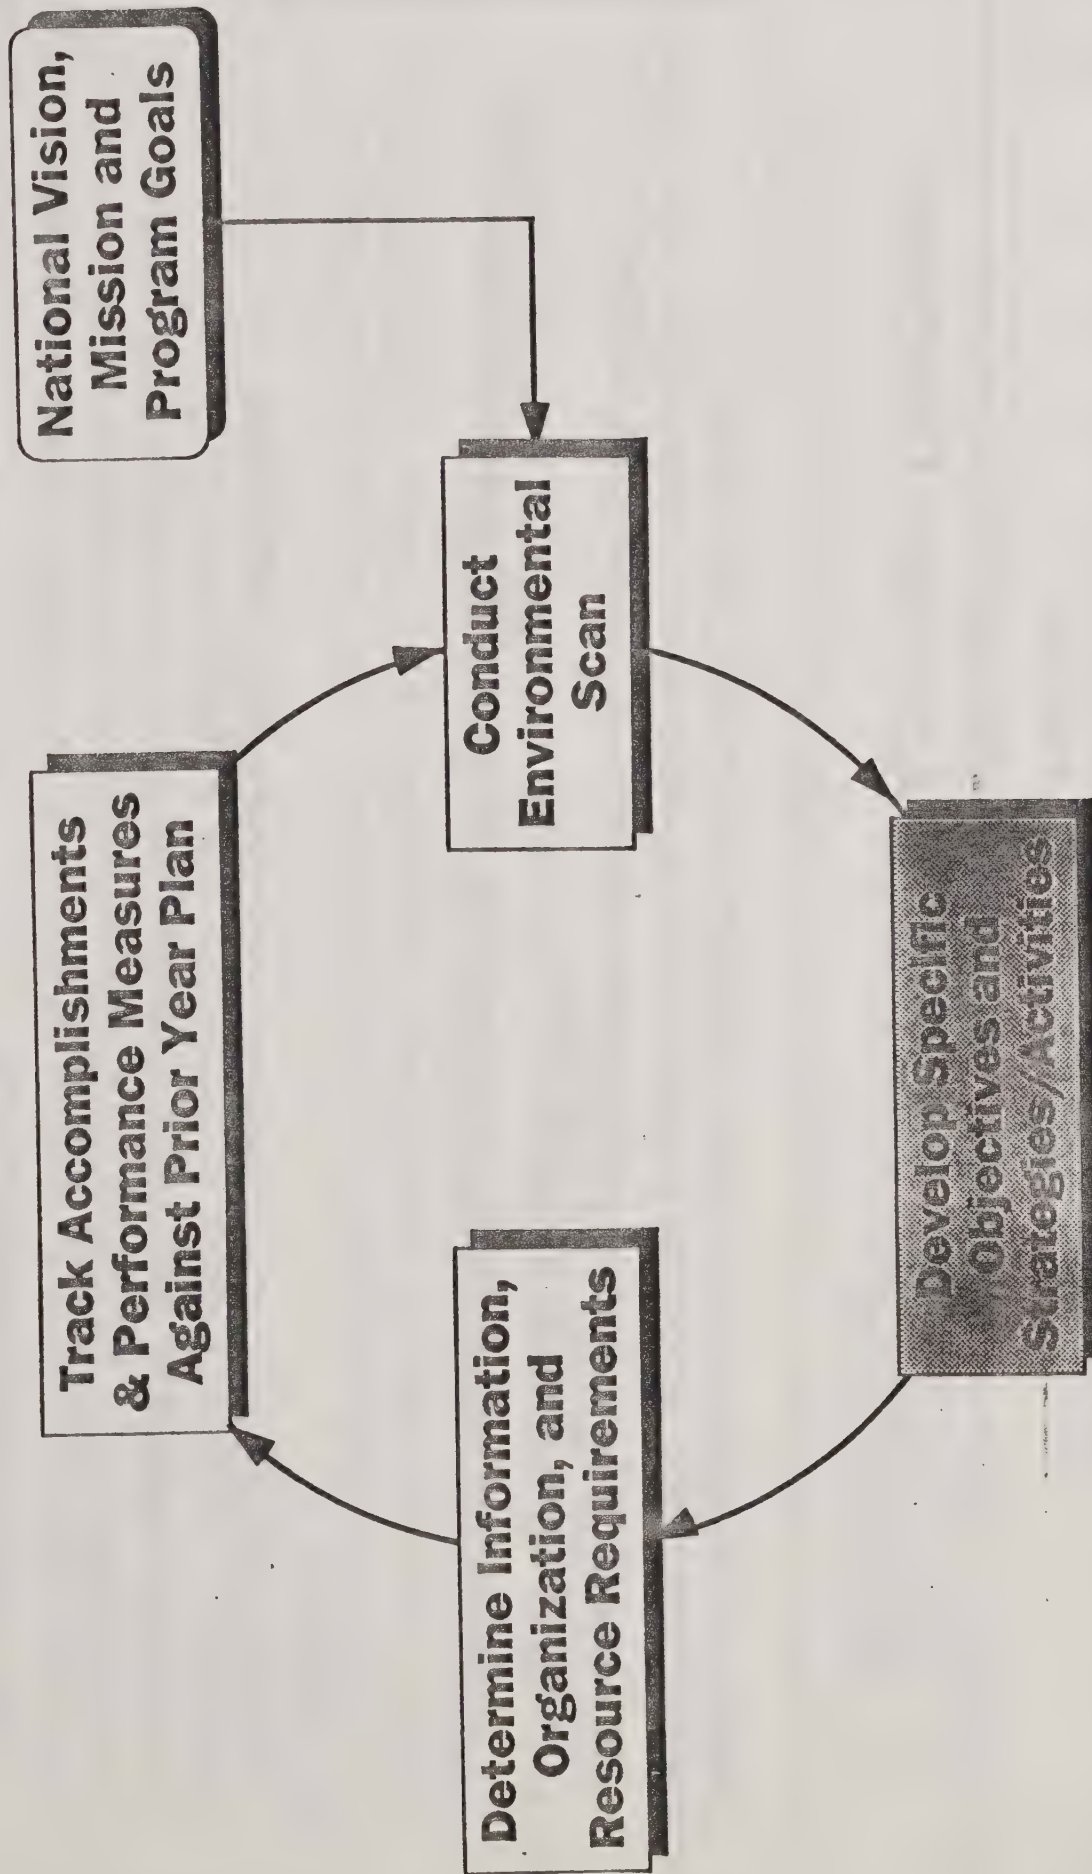 National Vision,
Mission and
Program Goals
Track Accomplishments
& Performance Measures
Against Prior Year Plan
Conduct
Environmental
Scan
Develop Specific
Objectives and
Strategies/Activities
Determine Information,
Organization, and
Resource Requirements